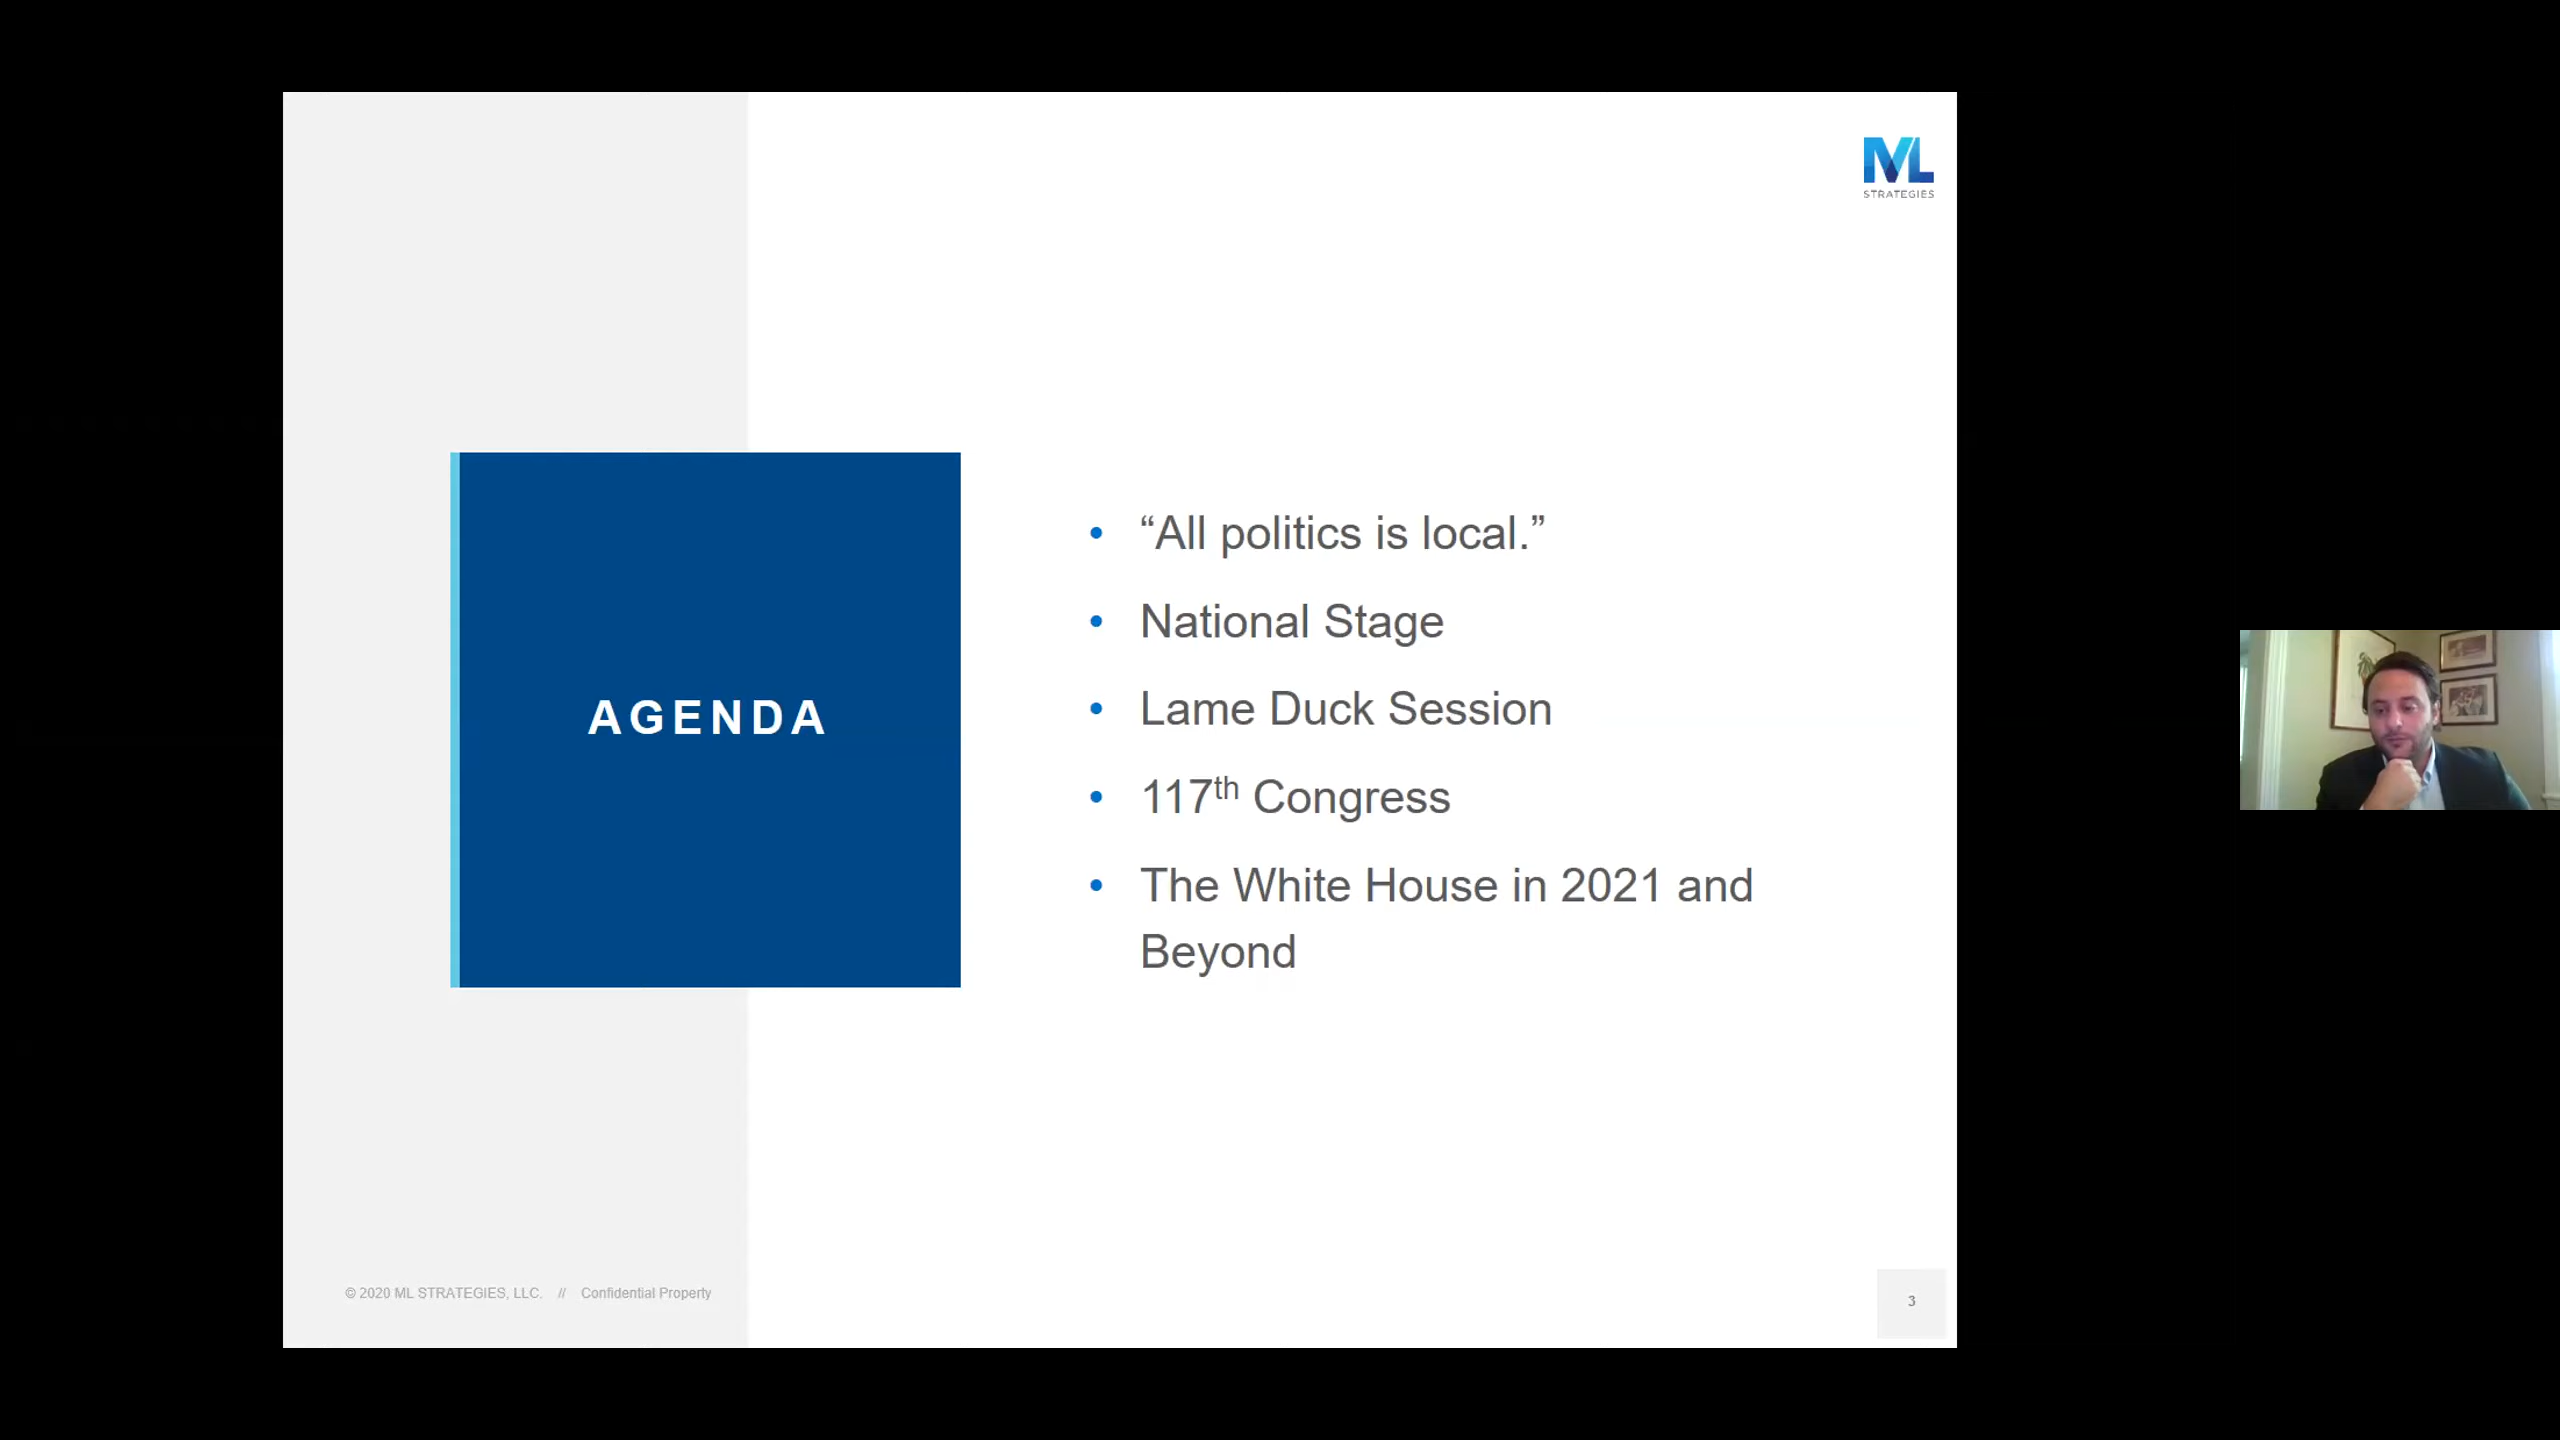 ML
STRATEGIES
AGENDA
• “All politics is local.”
• National Stage
• Lame Duck Session
• 117th Congress
• The White House in 2021 and
Beyond
© 2020 ML STRATEGIES, LLC. // Confidential Property
3